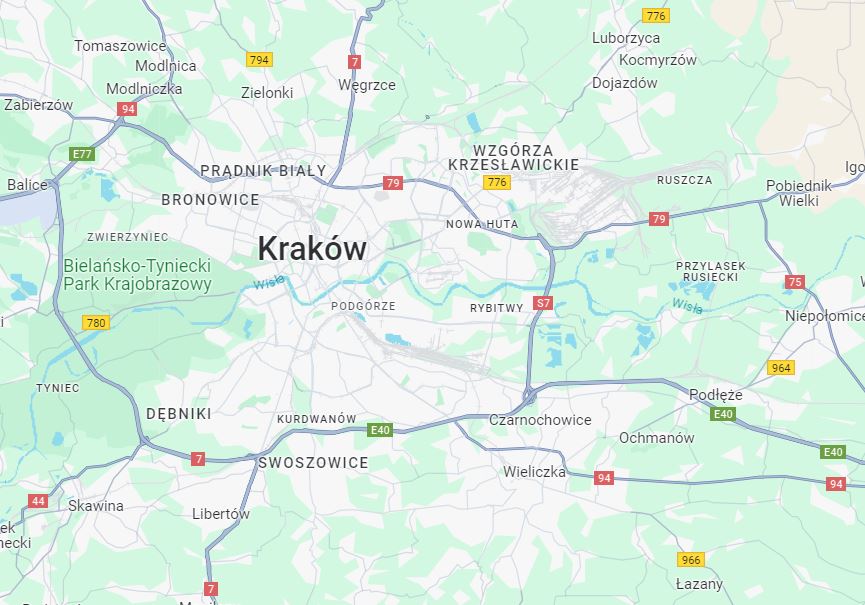 776
Luborzyca
Tomaszowice
7
794
Kocmyrzów
Modlnica
Węgrzce
Dojazdów
Modlniczka
Zielonki
Zabierzów
94
WZGÓRZA
KRZESŁAWICKIE
E77
PRĄDNIK BIAŁY
79
776
RUSZCZA
Igo
Balice
Pobiednik
Wielki
BRONOWICE
79
NOWA HUTA
ZWIERZYNIEC
Kraków
Bielańsko-Tyniecki
Park Krajobrazowy
PRZYLASEK
RUSIECKI
Wisła
75
S7
PODGÓRZE
RYBITWY
Wisła
Niepołomice
780
964
TYNIEC
Podłęże
DĘBNIKI
KURDWANÓW
E40
Czarnochowice
E40
Ochmanów
E40
7
SWOSZOWICE
Wieliczka
94
94
44
Skawina
Libertów
ek
necki
966
7
Łazany